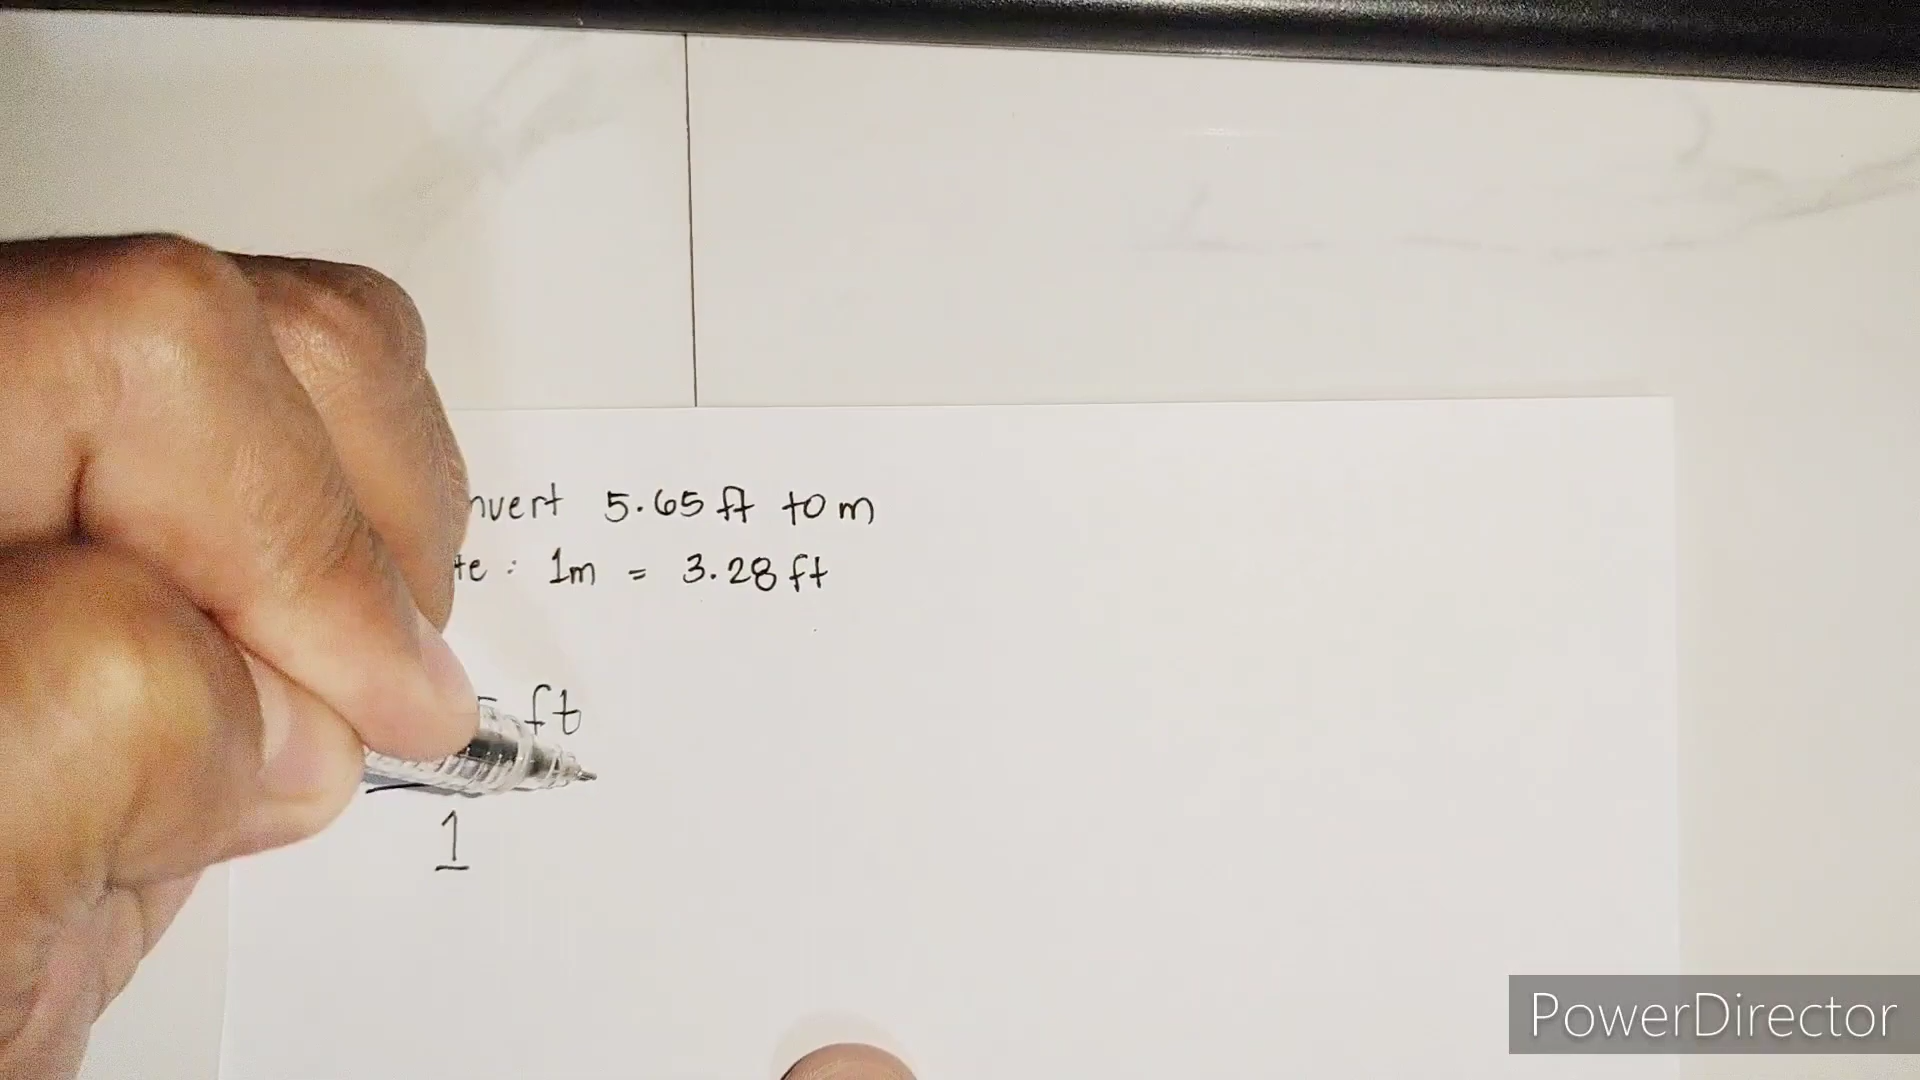 nvert 5.65 ft to m
te : 1m = 3.28 ft
ft
1
PowerDirector